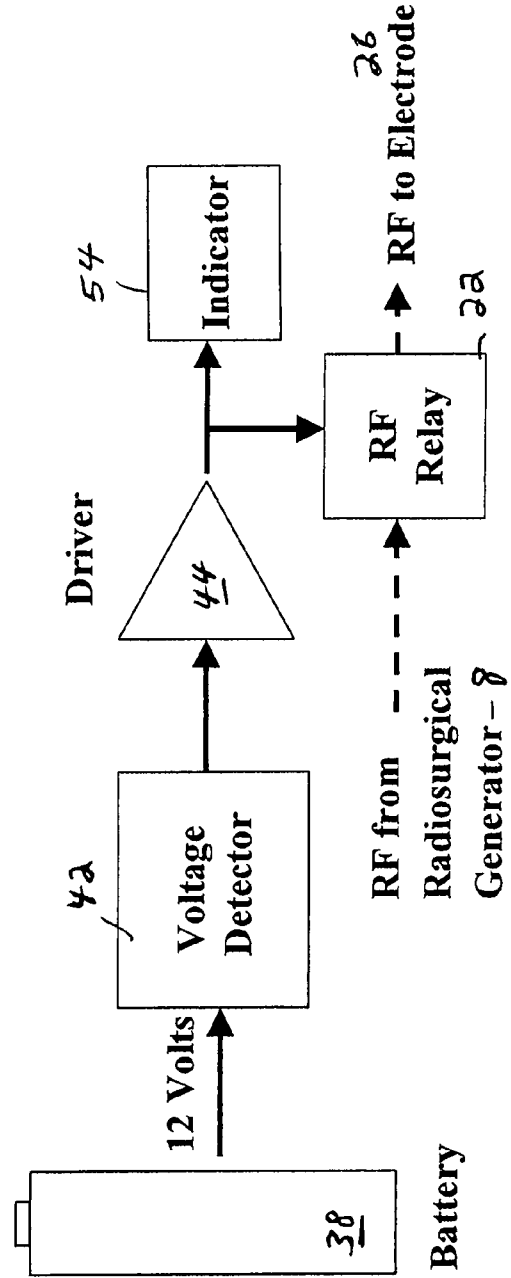 38
Battery
12 Volts
42
Voltage
Detector
Driver
44
54
Indicator
RF from
Radiosurgical
Generator - 8
RF
Relay
22
RF to Electrode
26